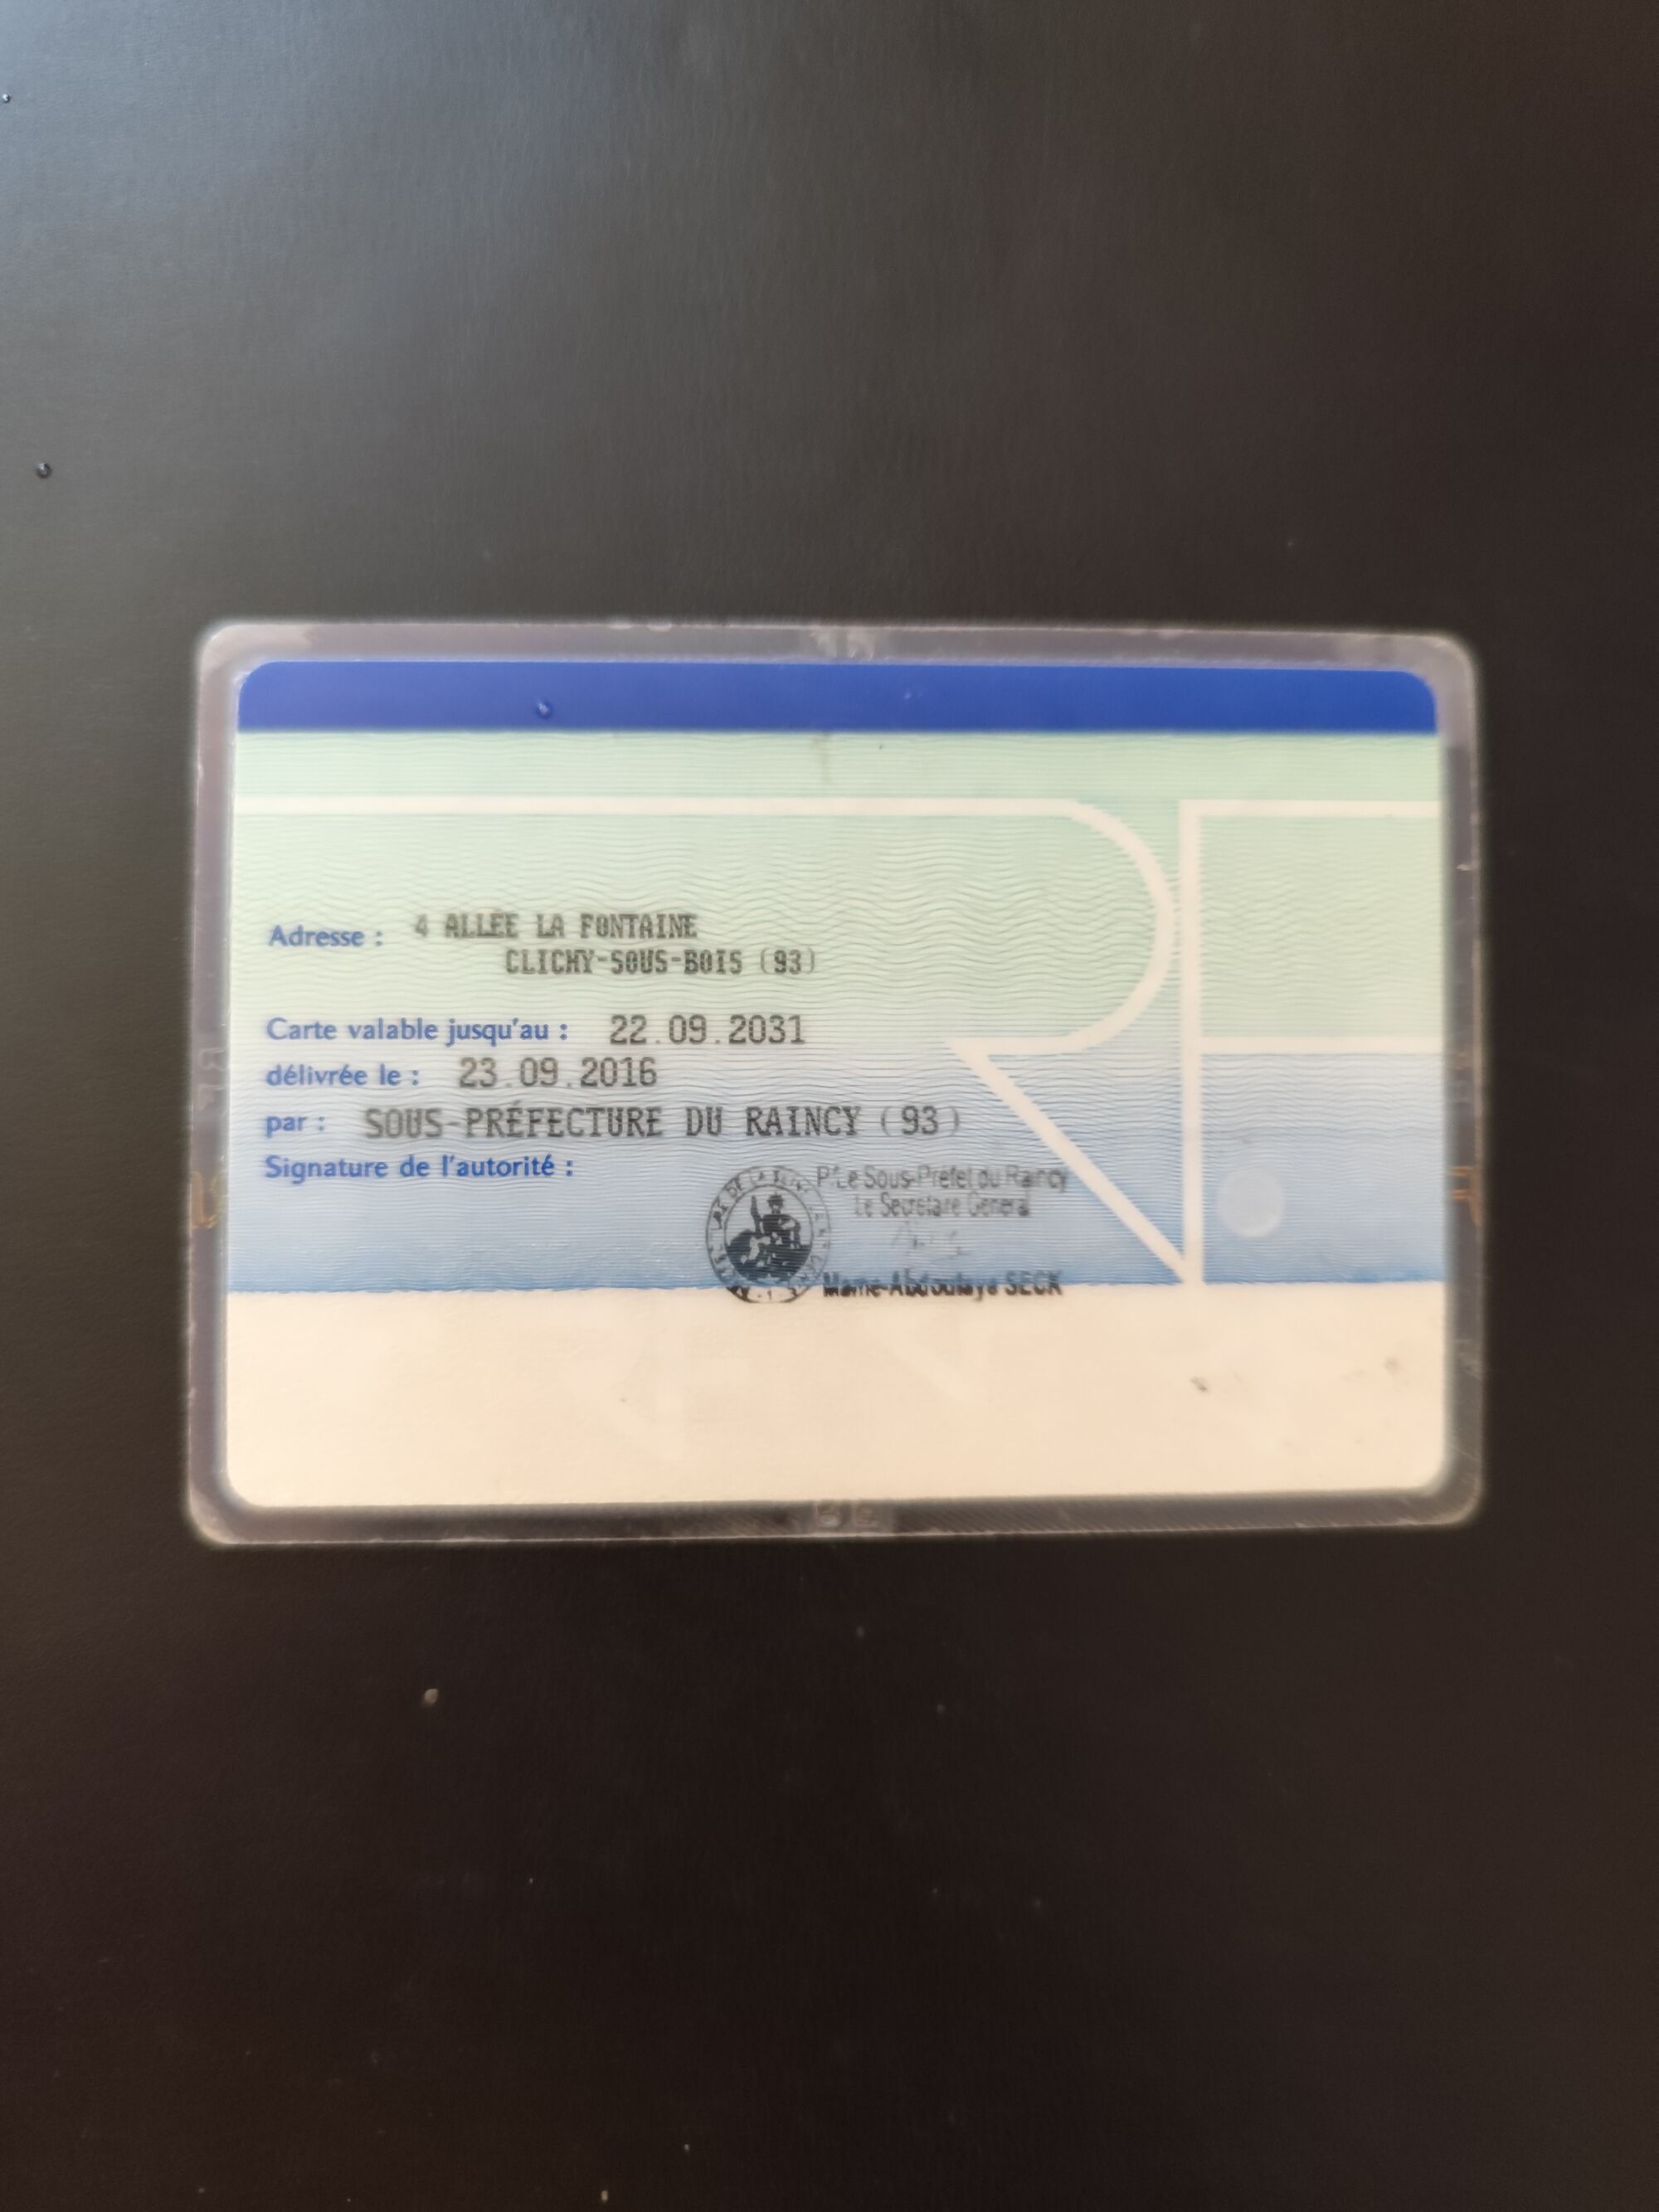 Adresse : 4 ALLÉE LA FONTAINE
CLICHY-SOUS-BOIS (93)
Carte valable jusqu'au : 22.09.2031
délivrée le : 23.09.2016
par : SOUS-PRÉFECTURE DU RAINCY (93)
Signature de l'autorité :
P. Le Sous-Préfet du Raincy
Le Secrétaire Général
Mame-Abdoulaye SECK
RF